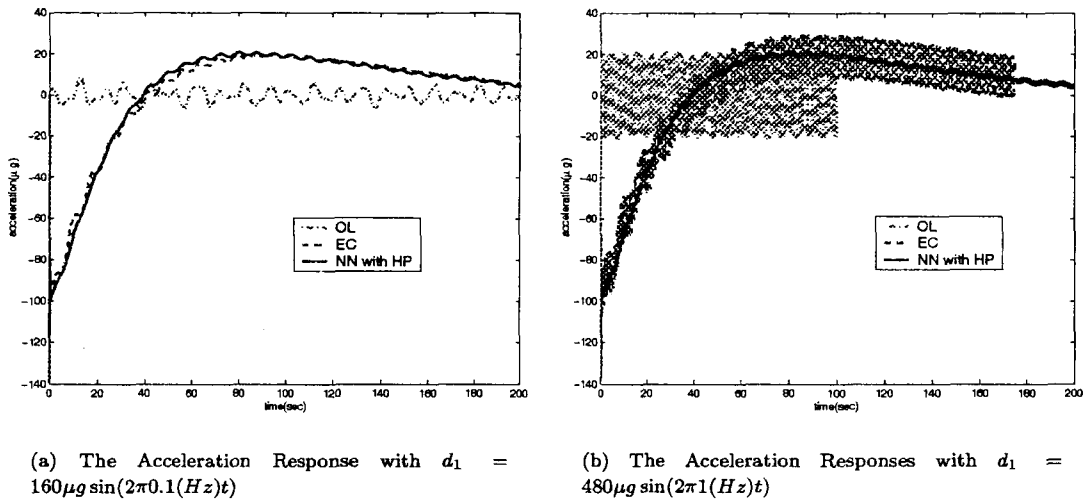 40
20
0
−20
−40
−60
−80
−100
−120
−140
0 20 40 60 80 100 120 140 160 180 200
acceleration(μ g)
time(sec)
OL
EC
NN with HP
40
20
0
−20
−40
−60
−80
−100
−120
−140
0 20 40 60 80 100 120 140 160 180 200
acceleration(μ g)
time(sec)
OL
EC
NN with HP
(a) The Acceleration Response with d₁ =
160μg sin(2π0.1(Hz)t)
(b) The Acceleration Responses with d₁ =
480μg sin(2π1(Hz)t)